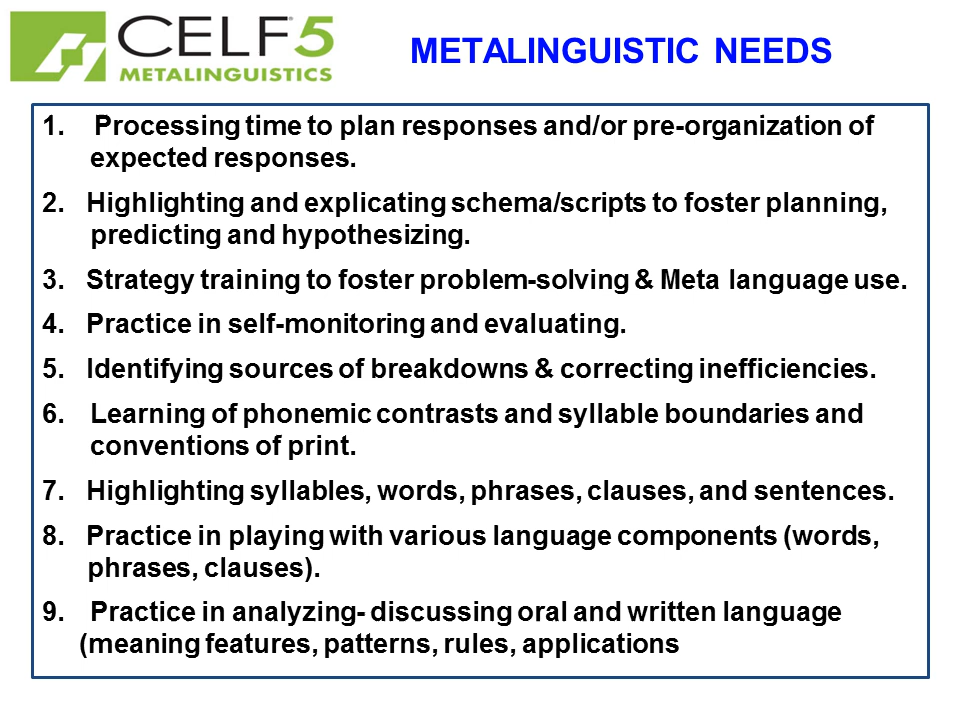 CELF5
METALINGUISTICS
METALINGUISTIC NEEDS
1. Processing time to plan responses and/or pre-organization of
expected responses.
2. Highlighting and explicating schema/scripts to foster planning,
predicting and hypothesizing.
3. Strategy training to foster problem-solving & Meta language use.
4. Practice in self-monitoring and evaluating.
5. Identifying sources of breakdowns & correcting inefficiencies.
6. Learning of phonemic contrasts and syllable boundaries and
conventions of print.
7. Highlighting syllables, words, phrases, clauses, and sentences.
8. Practice in playing with various language components (words,
phrases, clauses).
9. Practice in analyzing- discussing oral and written language
(meaning features, patterns, rules, applications